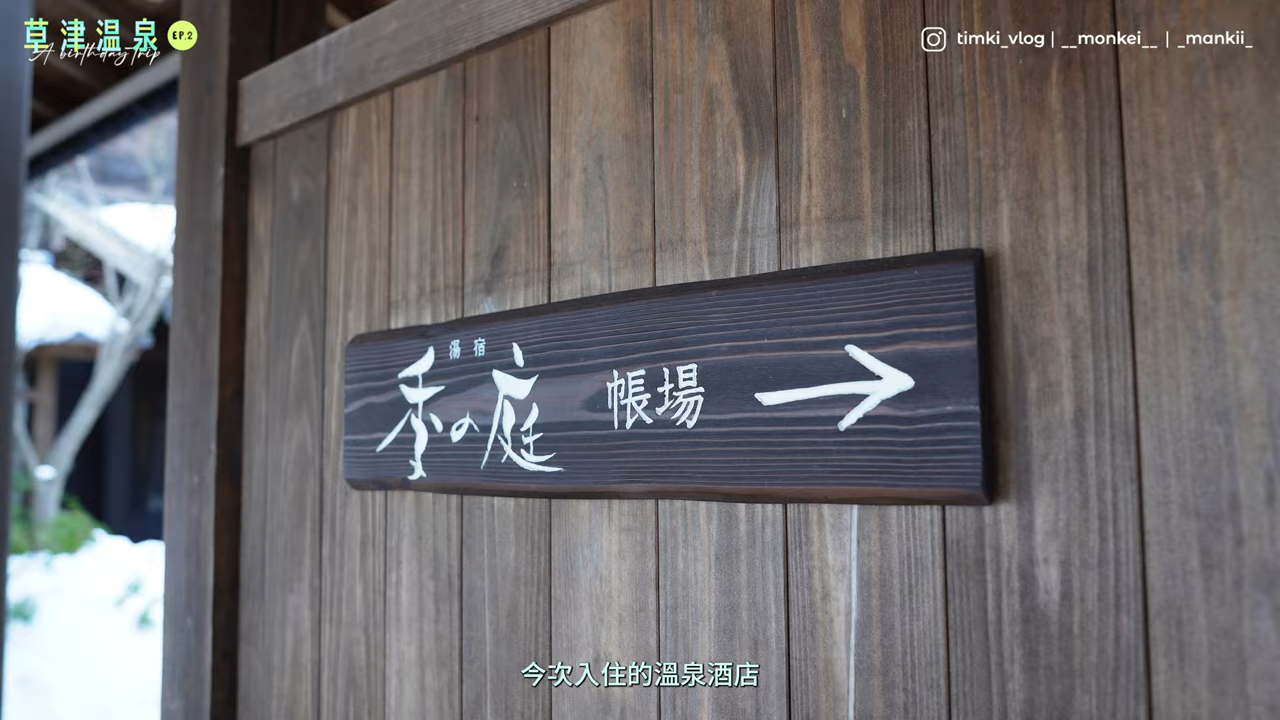 草津温泉 EP.2
A birthday trip
timki_vlog | __monkei__ | _mankii_
湯宿
季の庭 帳場 →
今次入住的溫泉酒店